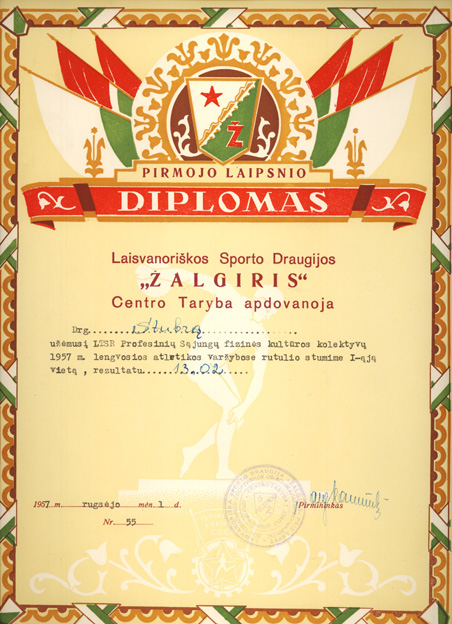 Ž
PIRMOJO LAIPSNIO
DIPLOMAS
Laisvanoriškos Sporto Draugijos
„ŽALGIRIS“
Centro Taryba apdovanoja
Drg. Stubrą
užėmusį LTSR Profesinių Sąjungų fizinės kultūros kolektyvų
1957 m. lengvosios atletikos varžybose rutulio stumime I-ąją
vietą, rezultatu 13.02
1957 m. rugsėjo mėn. 1 d.
Pirmininkas
Nr. 55